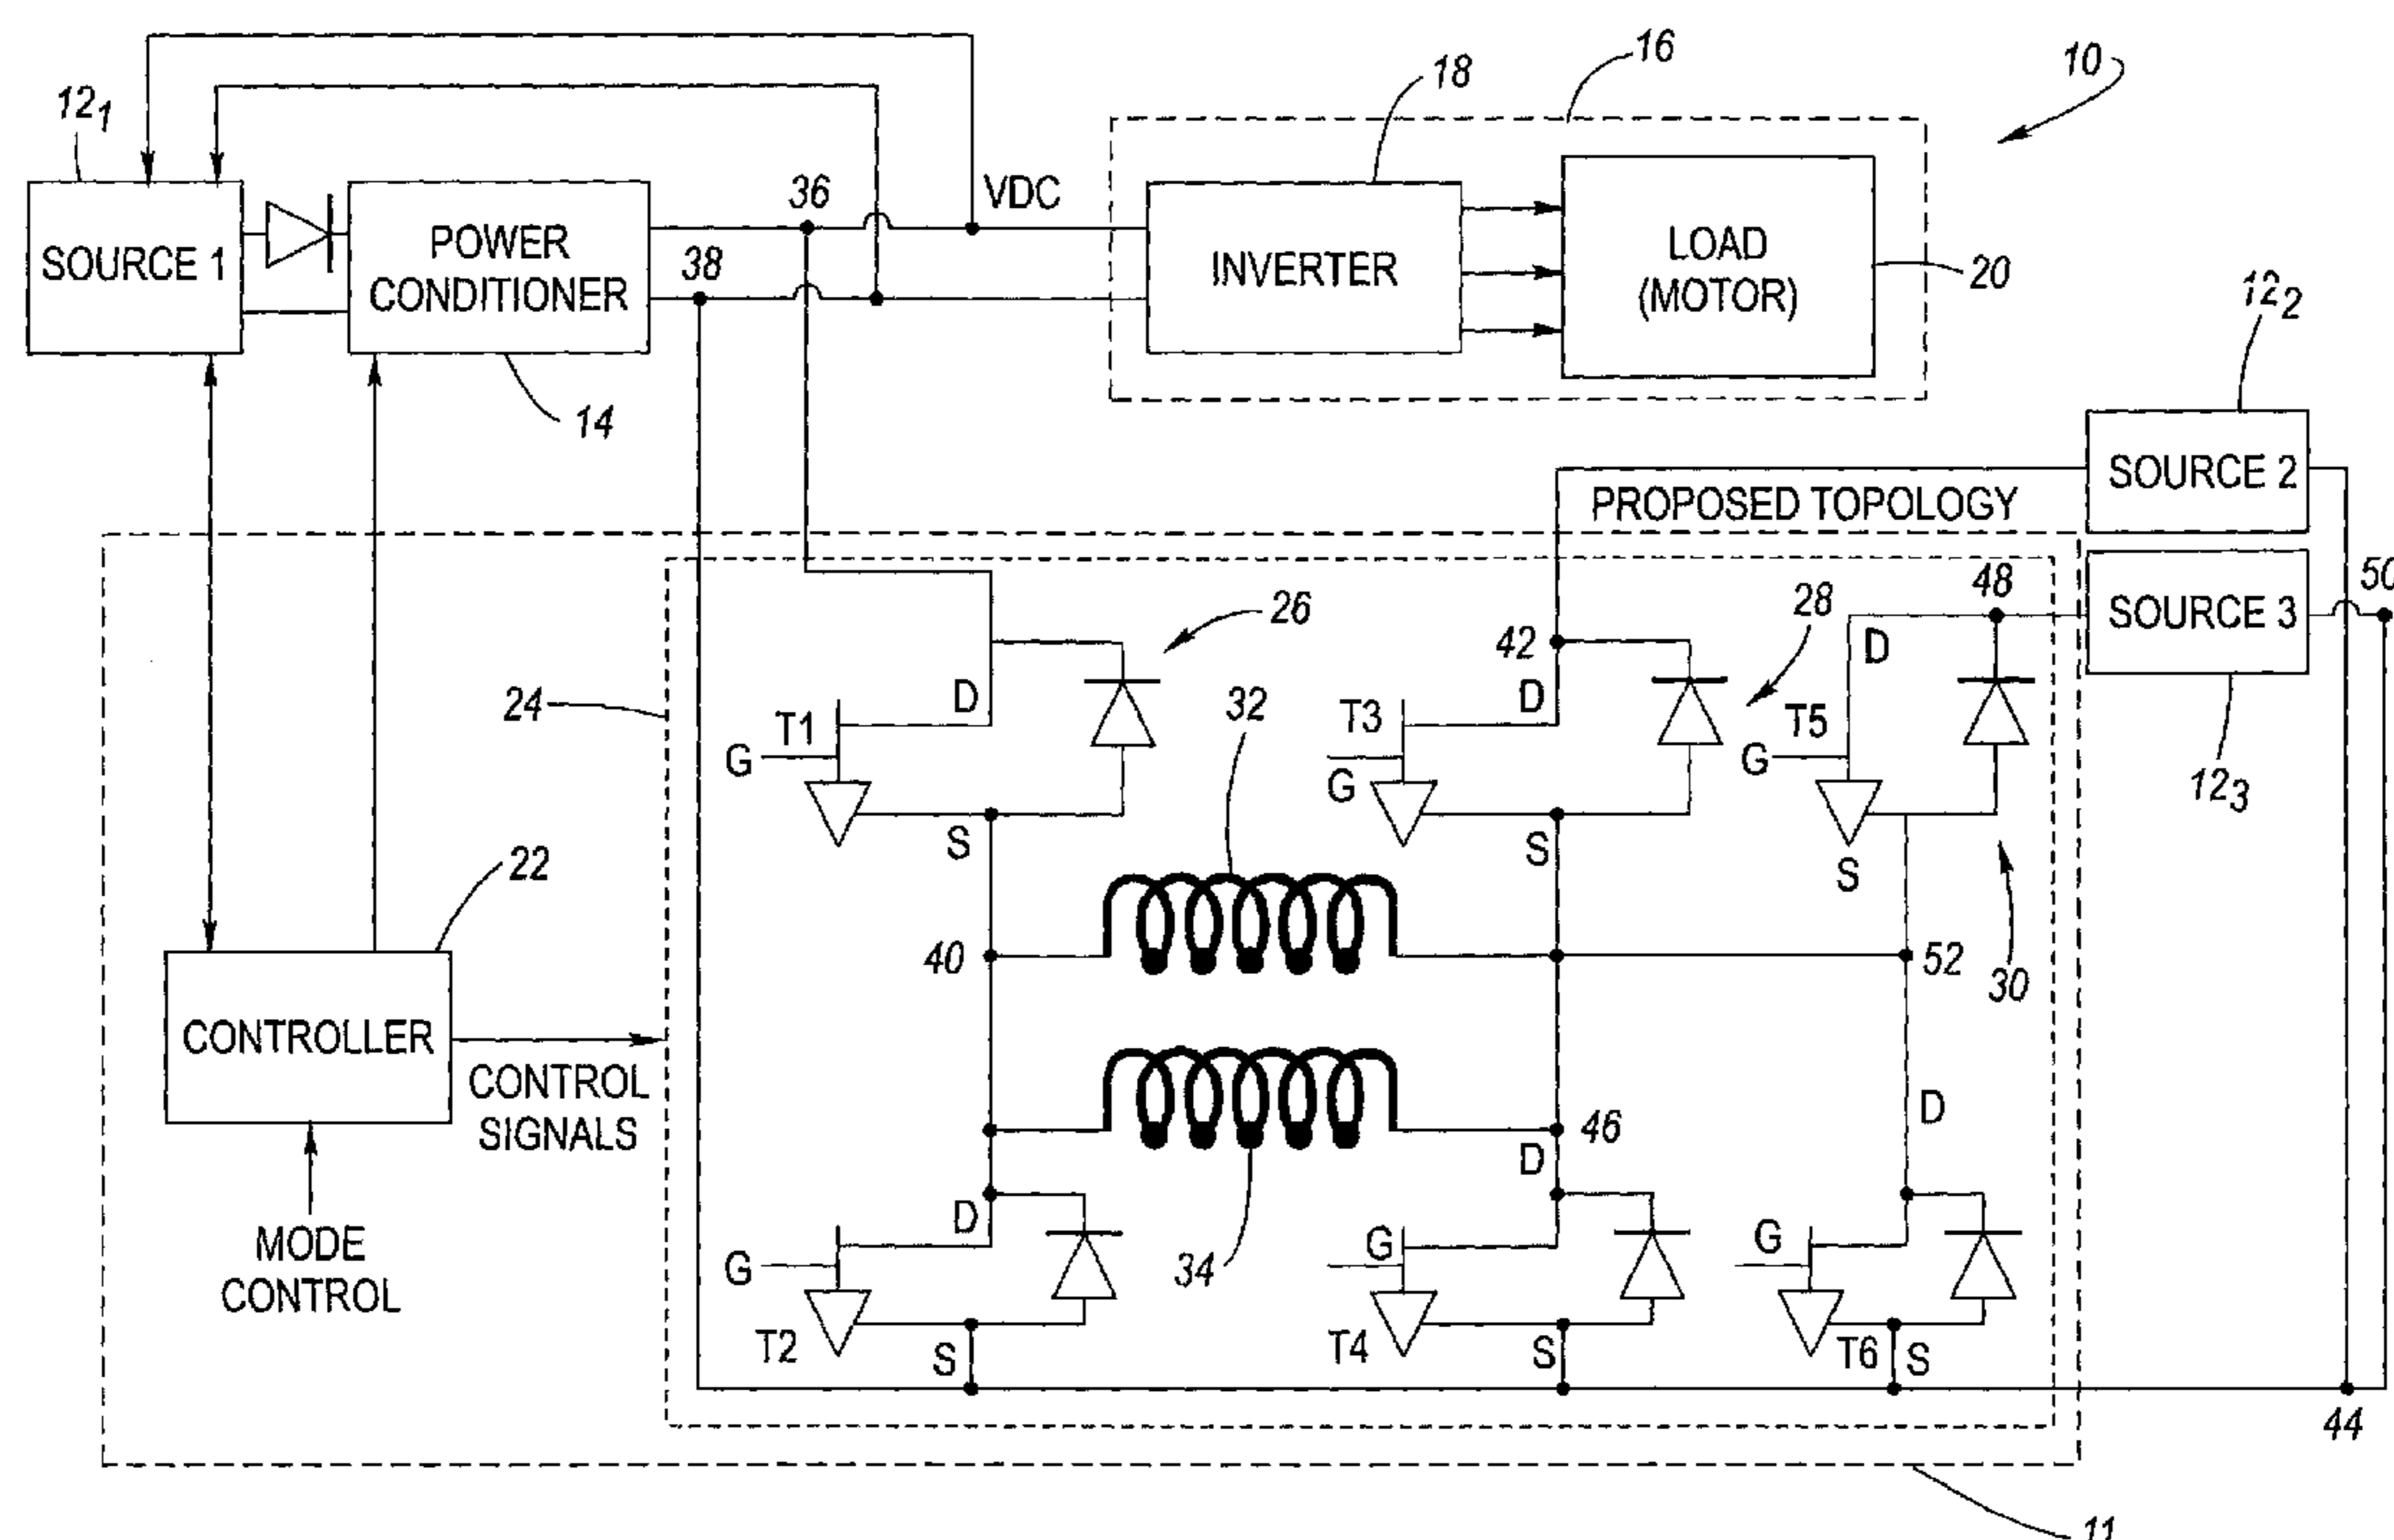 16
10
18
12₁
36
VDC
SOURCE 1
POWER
CONDITIONER
38
INVERTER
LOAD
(MOTOR)
20
12₂
14
SOURCE 2
PROPOSED TOPOLOGY
26
28
48
SOURCE 3
50
42
D
24
D
32
T3
D
T1
T5
G
G
G
12₃
S
S
S
22
40
52
30
CONTROLLER
CONTROL
SIGNALS
46
D
D
MODE
CONTROL
D
G
G
G
34
T2
S
T4
S
T6
S
44
11